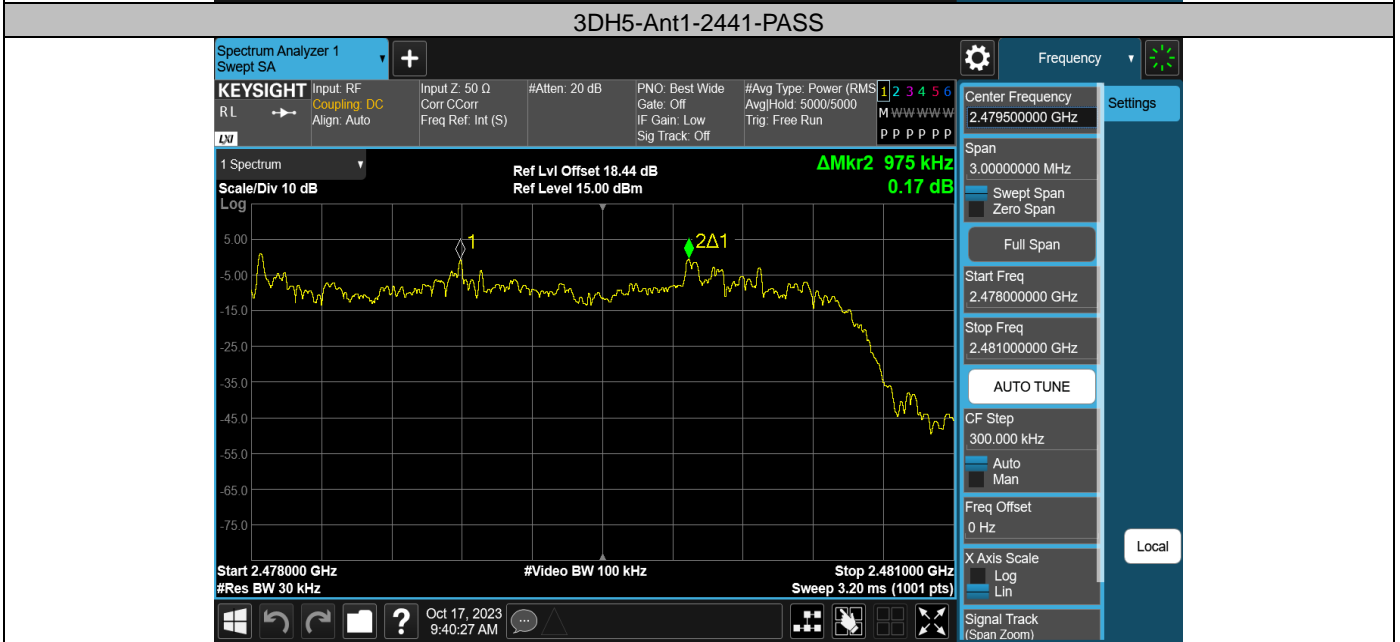 3DH5-Ant1-2441-PASS
Spectrum Analyzer 1
Swept SA
Frequency
KEYSIGHT
R L
LXI
Input: RF
Coupling: DC
Align: Auto
Input Z: 50 Ω
Corr CCorr
Freq Ref: Int (S)
#Atten: 20 dB
PNO: Best Wide
Gate: Off
IF Gain: Low
Sig Track: Off
#Avg Type: Power (RMS
Avg|Hold: 5000/5000
Trig: Free Run
1 2 3 4 5 6
M W W W W W
P P P P P P
Center Frequency
2.479500000 GHz
Settings
1 Spectrum
Scale/Div 10 dB
Ref Lvl Offset 18.44 dB
Ref Level 15.00 dBm
ΔMkr2 975 kHz
0.17 dB
Span
3.00000000 MHz
Swept Span
Zero Span
Full Span
Start Freq
2.478000000 GHz
Stop Freq
2.481000000 GHz
AUTO TUNE
CF Step
300.000 kHz
Auto
Man
Freq Offset
0 Hz
X Axis Scale
Log
Lin
Signal Track
(Span Zoom)
Local
Log
5.00
-5.00
-15.0
-25.0
-35.0
-45.0
-55.0
-65.0
-75.0
1
2Δ1
Start 2.478000 GHz
#Video BW 100 kHz
Stop 2.481000 GHz
#Res BW 30 kHz
Sweep 3.20 ms (1001 pts)
?
Oct 17, 2023
9:40:27 AM